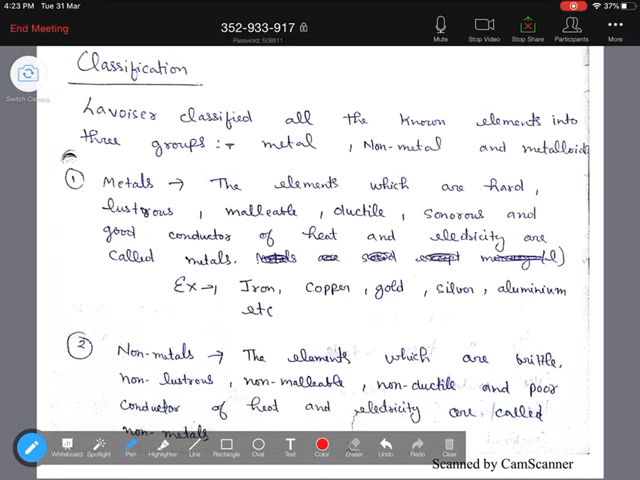 4:23 PM Tue 31 Mar
37%
End Meeting
352-933-917
Password: 508811
Mute
Stop Video
Stop Share
Participants
More
Switch Camera
Classification
Lavoiser classified all the known elements into
three groups :- metal , Non-metal and metalloid
① Metals → The elements which are hard,
lustrous , malleable , ductile , sonorous and
good conductor of heat and eledricity are
called metals.
Ex → Iron, copper, gold , silver, aluminium
etc
② Non-metals → The elements which are brittle,
non-lustrous , non-malleable , non-ductile and poor
conductor of heat and eledricity are called
non-metals
Whiteboard
Spotlight
Pen
Highlighter
Line
Rectangle
Oval
Text
Color
Eraser
Undo
Redo
Clear
Scanned by CamScanner